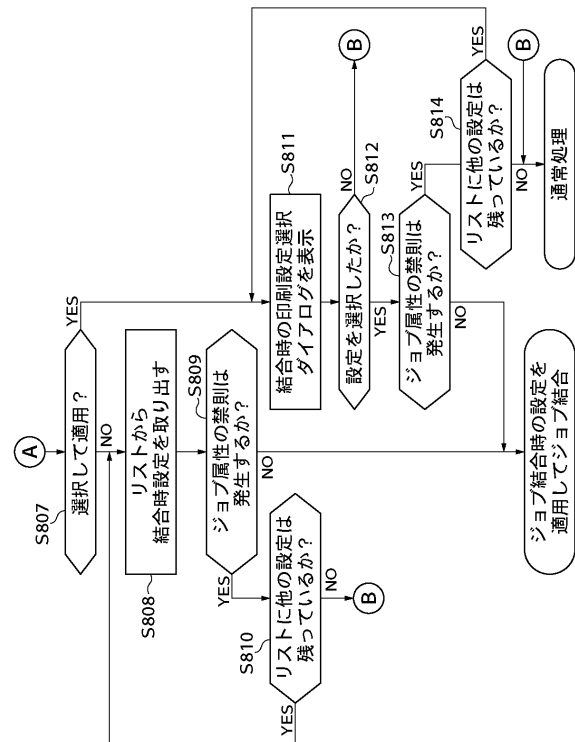 A
S807
選択して適用？
YES
NO
S808
リストから
結合時設定を取り出す
S809
ジョブ属性の禁則は
発生するか？
YES
NO
S810
リストに他の設定は
残っているか？
YES
NO
B
S811
結合時の印刷設定選択
ダイアログを表示
S812
設定を選択したか？
NO
B
YES
S813
ジョブ属性の禁則は
発生するか？
YES
NO
S814
リストに他の設定は
残っているか？
YES
NO
B
ジョブ結合時の設定を
適用してジョブ結合
通常処理